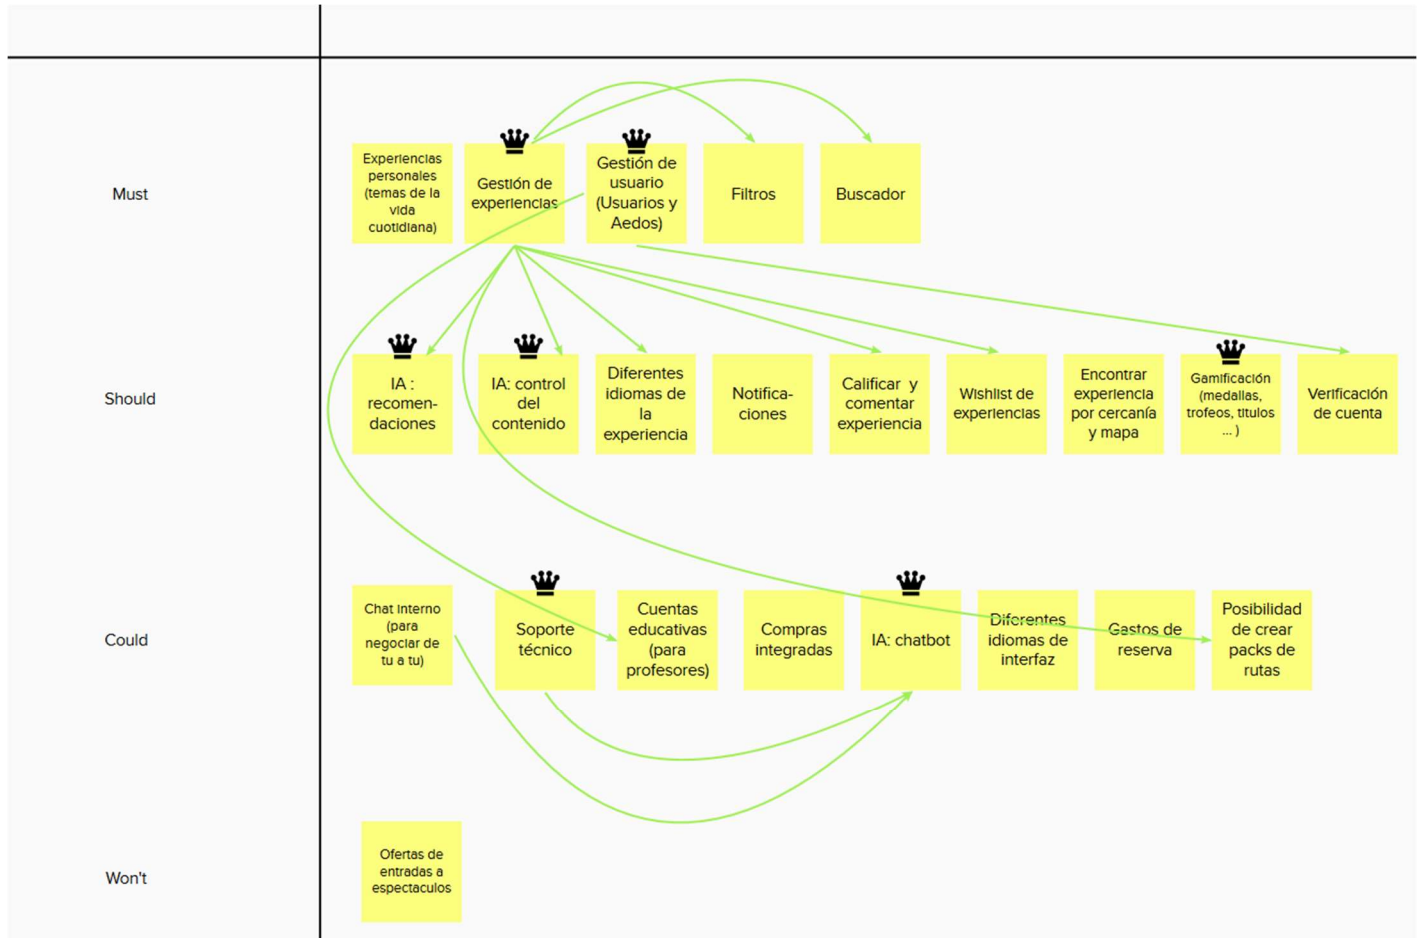 Must
Experiencias
personales
(temas de la
vida
cuotidiana)
Gestión de
experiencias
Gestión de
usuario
(Usuarios y
Aedos)
Filtros
Buscador
Should
IA :
recomen-
daciones
IA: control
del
contenido
Diferentes
idiomas de
la
experiencia
Notifica-
ciones
Calificar y
comentar
experiencia
Wishlist de
experiencias
Encontrar
experiencia
por cercanía
y mapa
Gamificación
(medallas,
trofeos, titulos
... )
Verificación
de cuenta
Could
Chat interno
(para
negociar de
tu a tu)
Soporte
técnico
Cuentas
educativas
(para
profesores)
Compras
integradas
IA: chatbot
Diferentes
idiomas de
interfaz
Gastos de
reserva
Posibilidad
de crear
packs de
rutas
Won't
Ofertas de
entradas a
espectaculos